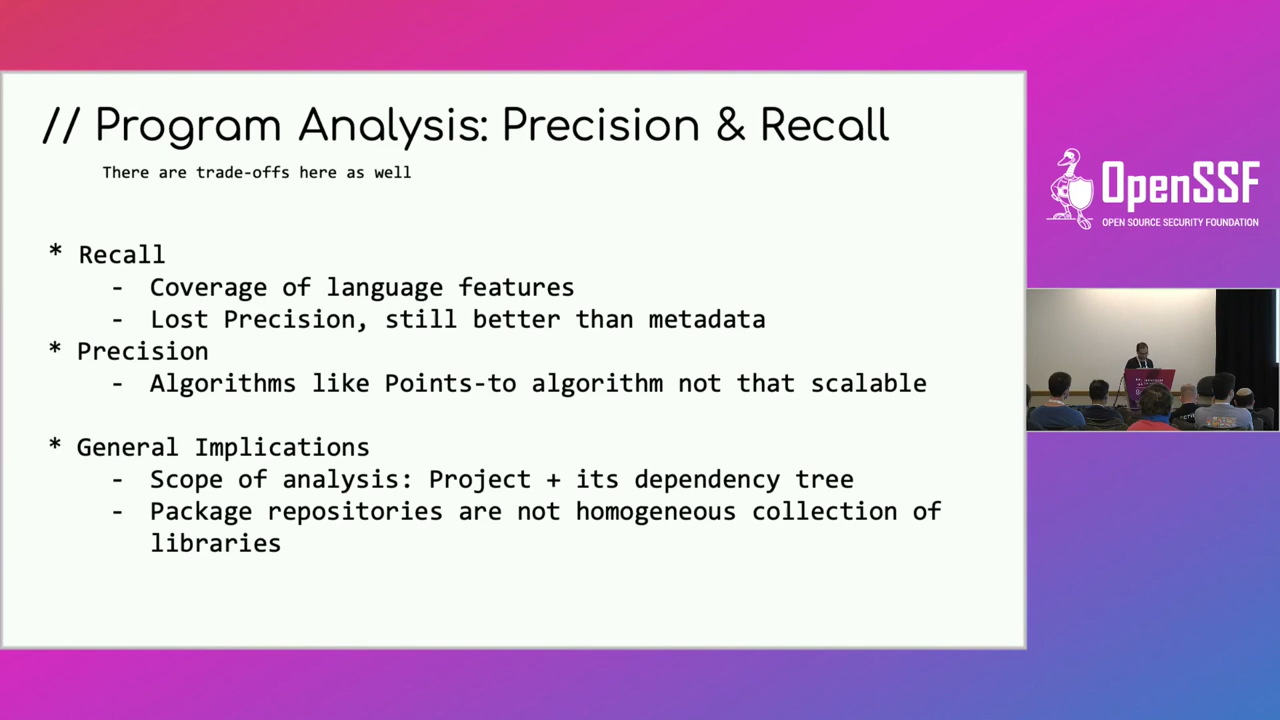 // Program Analysis: Precision & Recall
There are trade-offs here as well
* Recall
- Coverage of language features
- Lost Precision, still better than metadata
* Precision
- Algorithms like Points-to algorithm not that scalable
* General Implications
- Scope of analysis: Project + its dependency tree
- Package repositories are not homogeneous collection of
libraries
OpenSSF
OPEN SOURCE SECURITY FOUNDATION